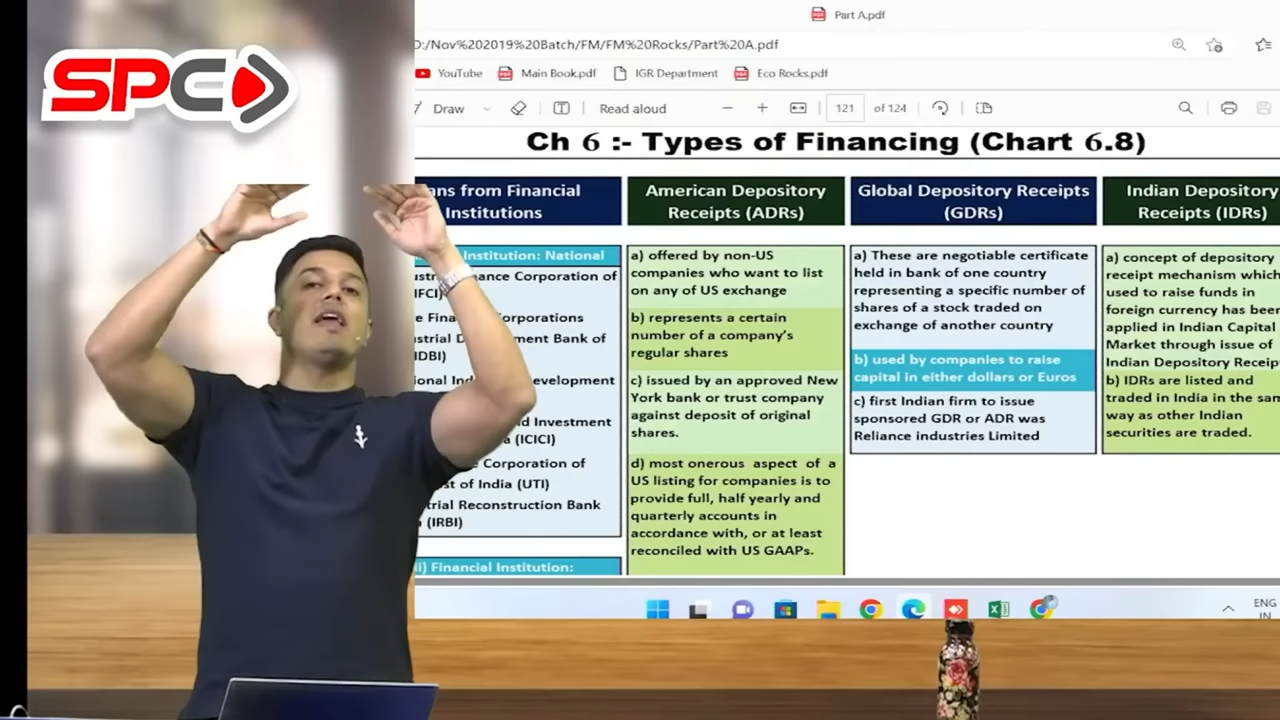 SPC
Part A.pdf
D:/Nov%202019%20Batch/FM/FM%20Rocks/Part%20A.pdf
YouTube Main Book.pdf IGR Department Eco Rocks.pdf
Draw Read aloud 121 of 124
Ch 6 :- Types of Financing (Chart 6.8)
from Financial
Institutions
Institution: National
Corporation of
Corporations
Bank of
(IDBI)
evelopment
Investment
(ICICI)
Corporation of
of India (UTI)
Reconstruction Bank
(IRBI)
Financial Institution:
American Depository
Receipts (ADRs)
a) offered by non-US
companies who want to list
on any of US exchange
b) represents a certain
number of a company's
regular shares
c) issued by an approved New
York bank or trust company
against deposit of original
shares.
d) most onerous aspect of a
US listing for companies is to
provide full, half yearly and
quarterly accounts in
accordance with, or at least
reconciled with US GAAPs.
Global Depository Receipts
(GDRs)
a) These are negotiable certificate
held in bank of one country
representing a specific number of
shares of a stock traded on
exchange of another country
b) used by companies to raise
capital in either dollars or Euros
c) first Indian firm to issue
sponsored GDR or ADR was
Reliance industries Limited
Indian Depository
Receipts (IDRs)
a) concept of depository
receipt mechanism which
used to raise funds in
foreign currency has been
applied in Indian Capital
Market through issue of
Indian Depository
b) IDRs are listed and
traded in India in the
way as other Indian
securities are traded.
ENG
IN